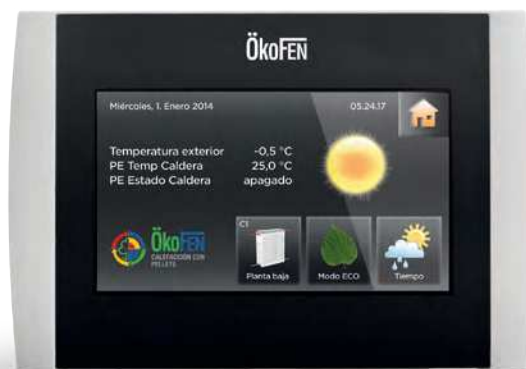 ÖkoFEN
Miércoles, 1. Enero 2014 05.24.17
Temperatura exterior -0,5 °C
PE Temp Caldera 25,0 °C
PE Estado Caldera apagado
ÖkoFEN
CALEFACCIÓN CON
PELLETS
C1
Planta baja
Modo ECO
Tiempo